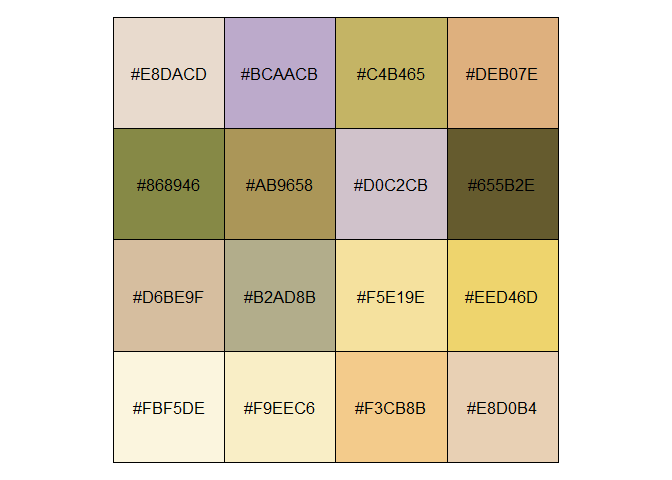 #E8DACD #BCAACB #C4B465 #DEB07E
#868946 #AB9658 #D0C2CB #655B2E
#D6BE9F #B2AD8B #F5E19E #EED46D
#FBF5DE #F9EEC6 #F3CB8B #E8D0B4